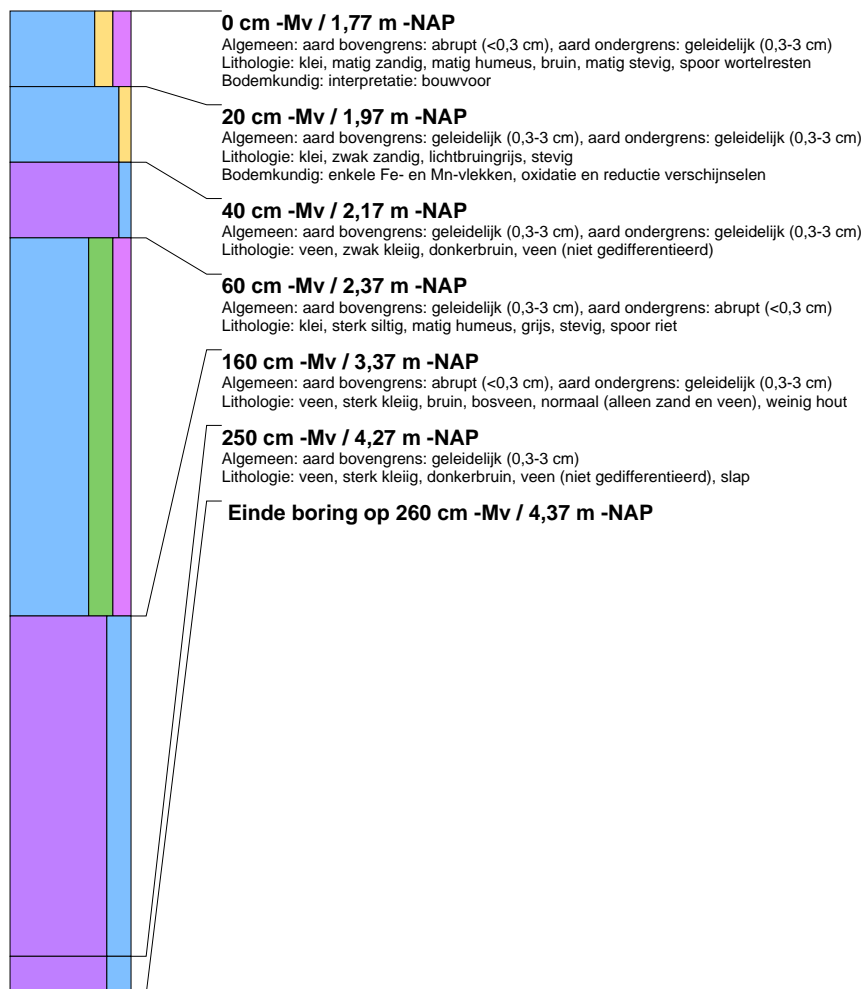 0 cm -Mv / 1,77 m -NAP
Algemeen: aard bovengrens: abrupt (<0,3 cm), aard ondergrens: geleidelijk (0,3-3 cm)
Lithologie: klei, matig zandig, matig humeus, bruin, matig stevig, spoor wortelresten
Bodemkundig: interpretatie: bouwvoor
20 cm -Mv / 1,97 m -NAP
Algemeen: aard bovengrens: geleidelijk (0,3-3 cm), aard ondergrens: geleidelijk (0,3-3 cm)
Lithologie: klei, zwak zandig, lichtbruingrijs, stevig
Bodemkundig: enkele Fe- en Mn-vlekken, oxidatie en reductie verschijnselen
40 cm -Mv / 2,17 m -NAP
Algemeen: aard bovengrens: geleidelijk (0,3-3 cm), aard ondergrens: geleidelijk (0,3-3 cm)
Lithologie: veen, zwak kleiig, donkerbruin, veen (niet gedifferentieerd)
60 cm -Mv / 2,37 m -NAP
Algemeen: aard bovengrens: geleidelijk (0,3-3 cm), aard ondergrens: abrupt (<0,3 cm)
Lithologie: klei, sterk siltig, matig humeus, grijs, stevig, spoor riet
160 cm -Mv / 3,37 m -NAP
Algemeen: aard bovengrens: abrupt (<0,3 cm), aard ondergrens: geleidelijk (0,3-3 cm)
Lithologie: veen, sterk kleiig, bruin, bosveen, normaal (alleen zand en veen), weinig hout
250 cm -Mv / 4,27 m -NAP
Algemeen: aard bovengrens: geleidelijk (0,3-3 cm)
Lithologie: veen, sterk kleiig, donkerbruin, veen (niet gedifferentieerd), slap
Einde boring op 260 cm -Mv / 4,37 m -NAP